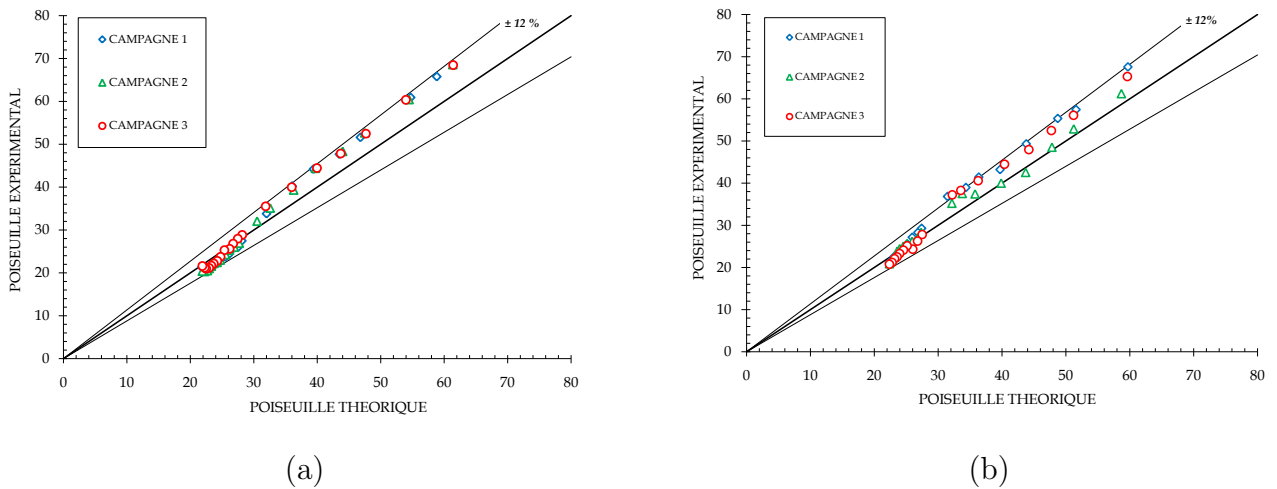 ± 12 %
CAMPAGNE 1
CAMPAGNE 2
CAMPAGNE 3
POISEUILLE EXPERIMENTAL
80
70
60
50
40
30
20
10
0
0 10 20 30 40 50 60 70 80
POISEUILLE THEORIQUE
(a)
± 12%
CAMPAGNE 1
CAMPAGNE 2
CAMPAGNE 3
POISEUILLE EXPERIMENTAL
80
70
60
50
40
30
20
10
0
0 10 20 30 40 50 60 70 80
POISEUILLE THEORIQUE
(b)